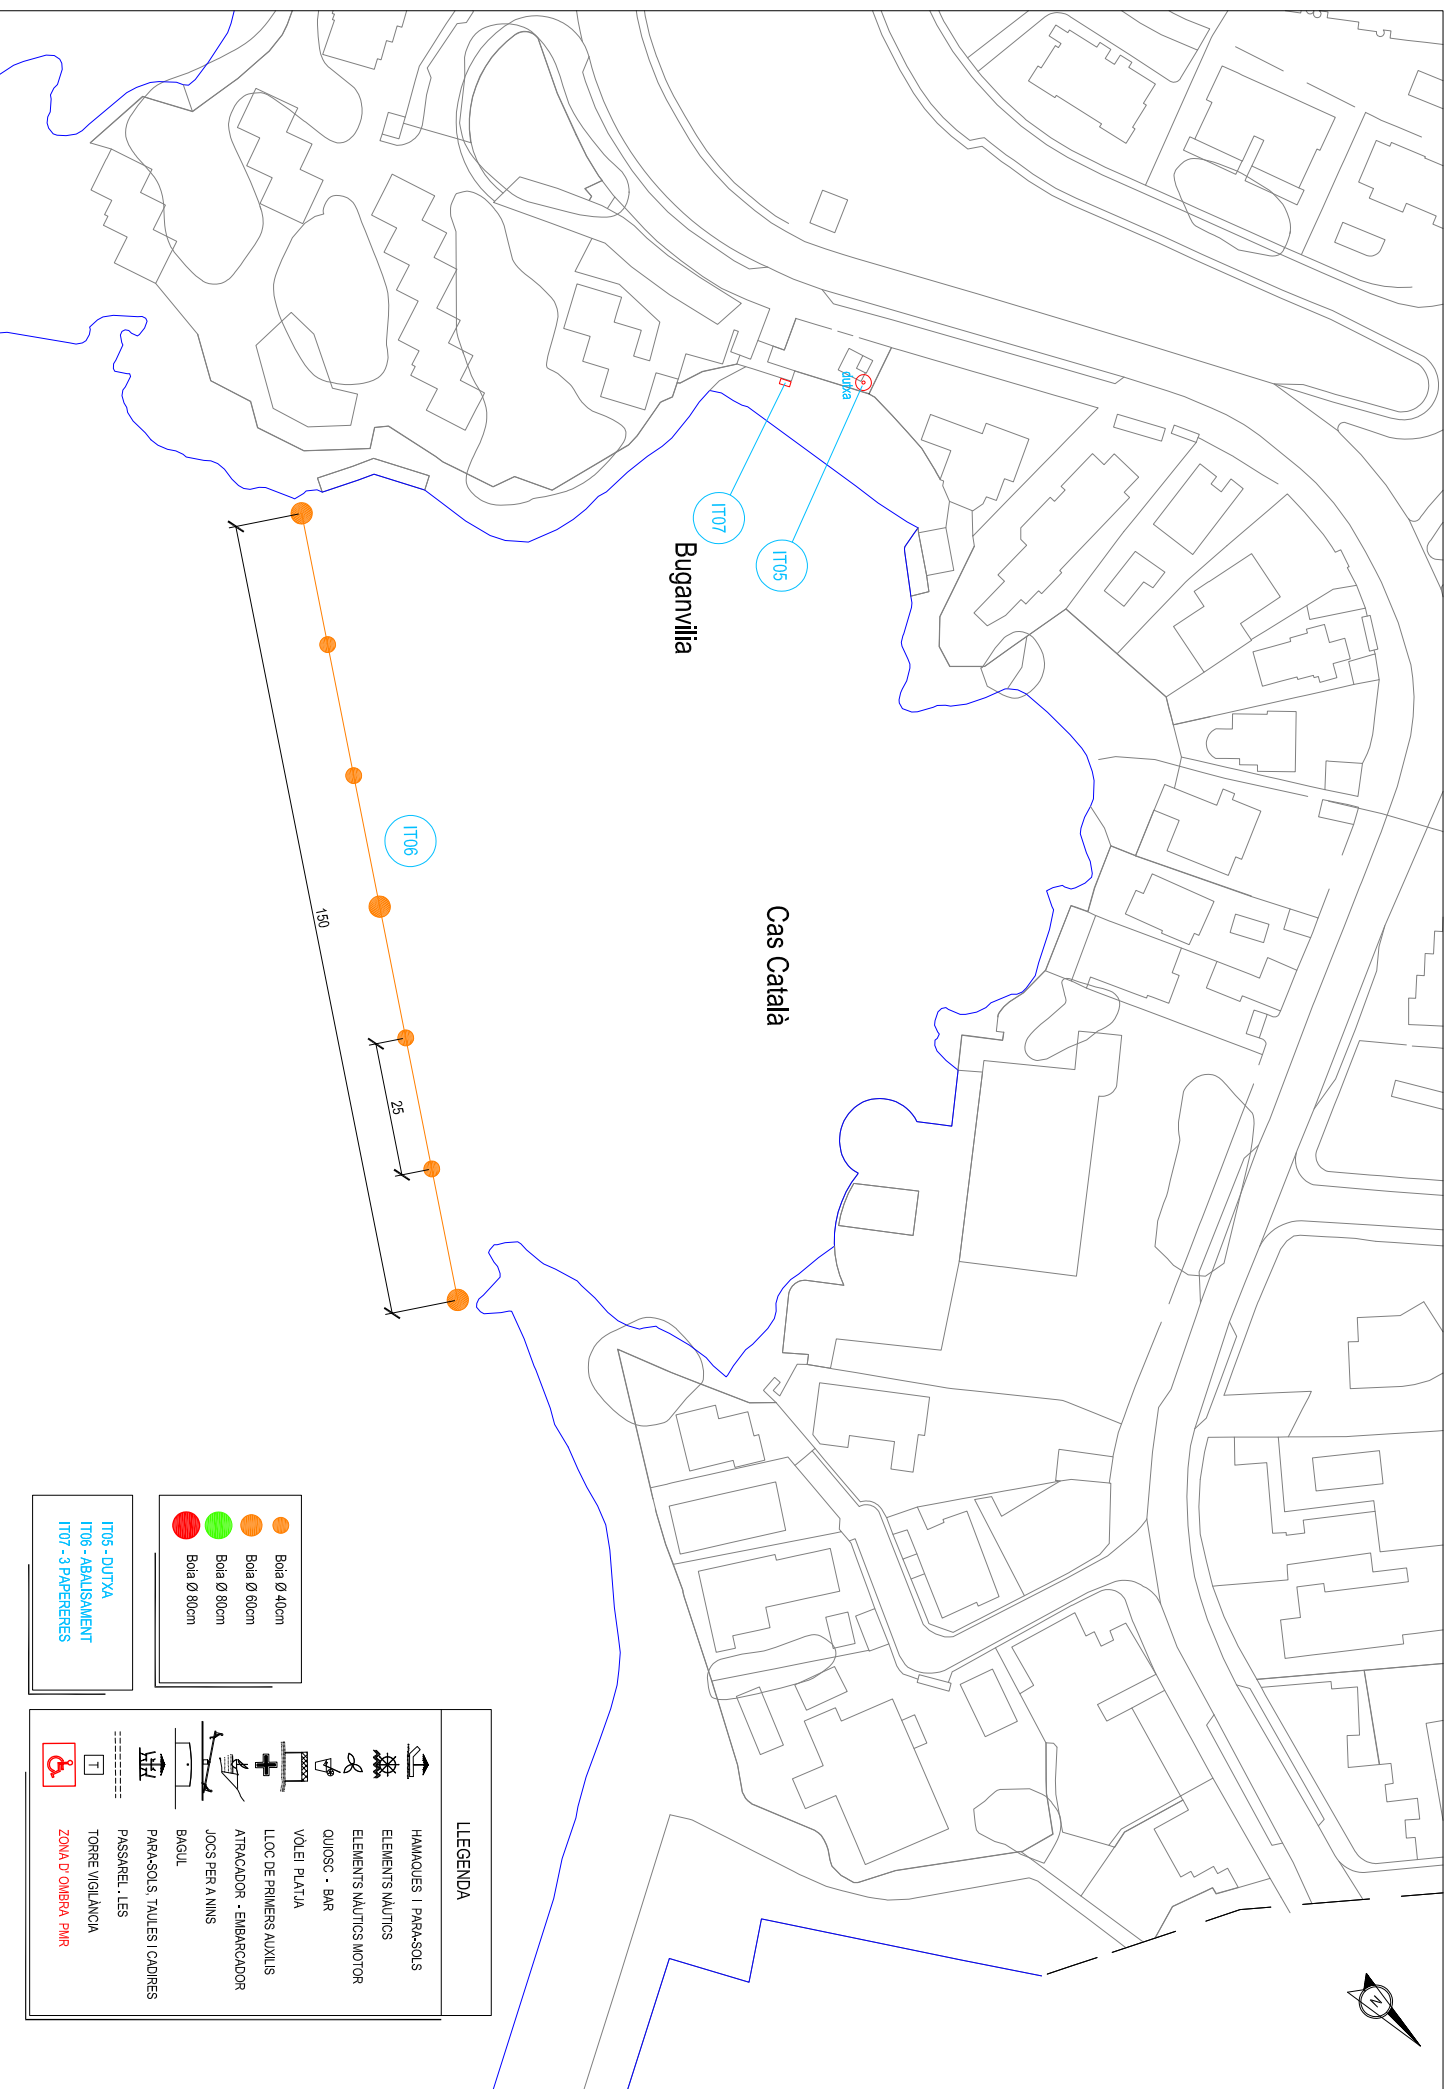 N
dutxa
IT07
IT05
Buganvilia
Cas Català
IT06
150
25
Boia Ø 40cm
Boia Ø 60cm
Boia Ø 80cm
Boia Ø 80cm
IT05 - DUTXA
IT06 - ABALISAMENT
IT07 - 3 PAPERERES
LLEGENDA
HAMAQUES I PARA-SOLS
ELEMENTS NÀUTICS
ELEMENTS NÀUTICS MOTOR
QUIOSC - BAR
VÒLEI PLATJA
LLOC DE PRIMERS AUXILIS
ATRACADOR - EMBARCADOR
JOCS PER A NINS
BAGUL
PARA-SOLS, TAULES I CADIRES
PASSAREL.LES
T
TORRE VIGILÀNCIA
ZONA D' OMBRA PMR